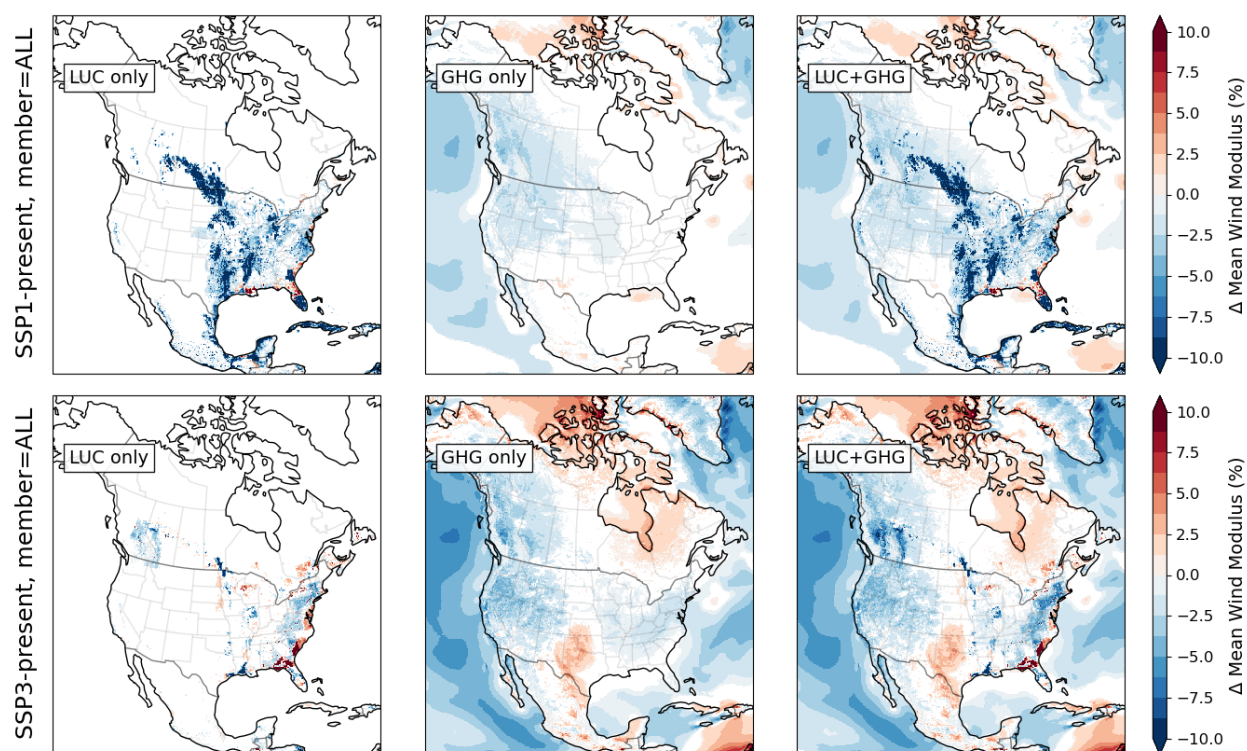 SSP1-present, member=ALL
LUC only
GHG only
LUC+GHG
10.0
7.5
5.0
2.5
0.0
−2.5
−5.0
−7.5
−10.0
Δ Mean Wind Modulus (%)
SSP3-present, member=ALL
LUC only
GHG only
LUC+GHG
10.0
7.5
5.0
2.5
0.0
−2.5
−5.0
−7.5
−10.0
Δ Mean Wind Modulus (%)